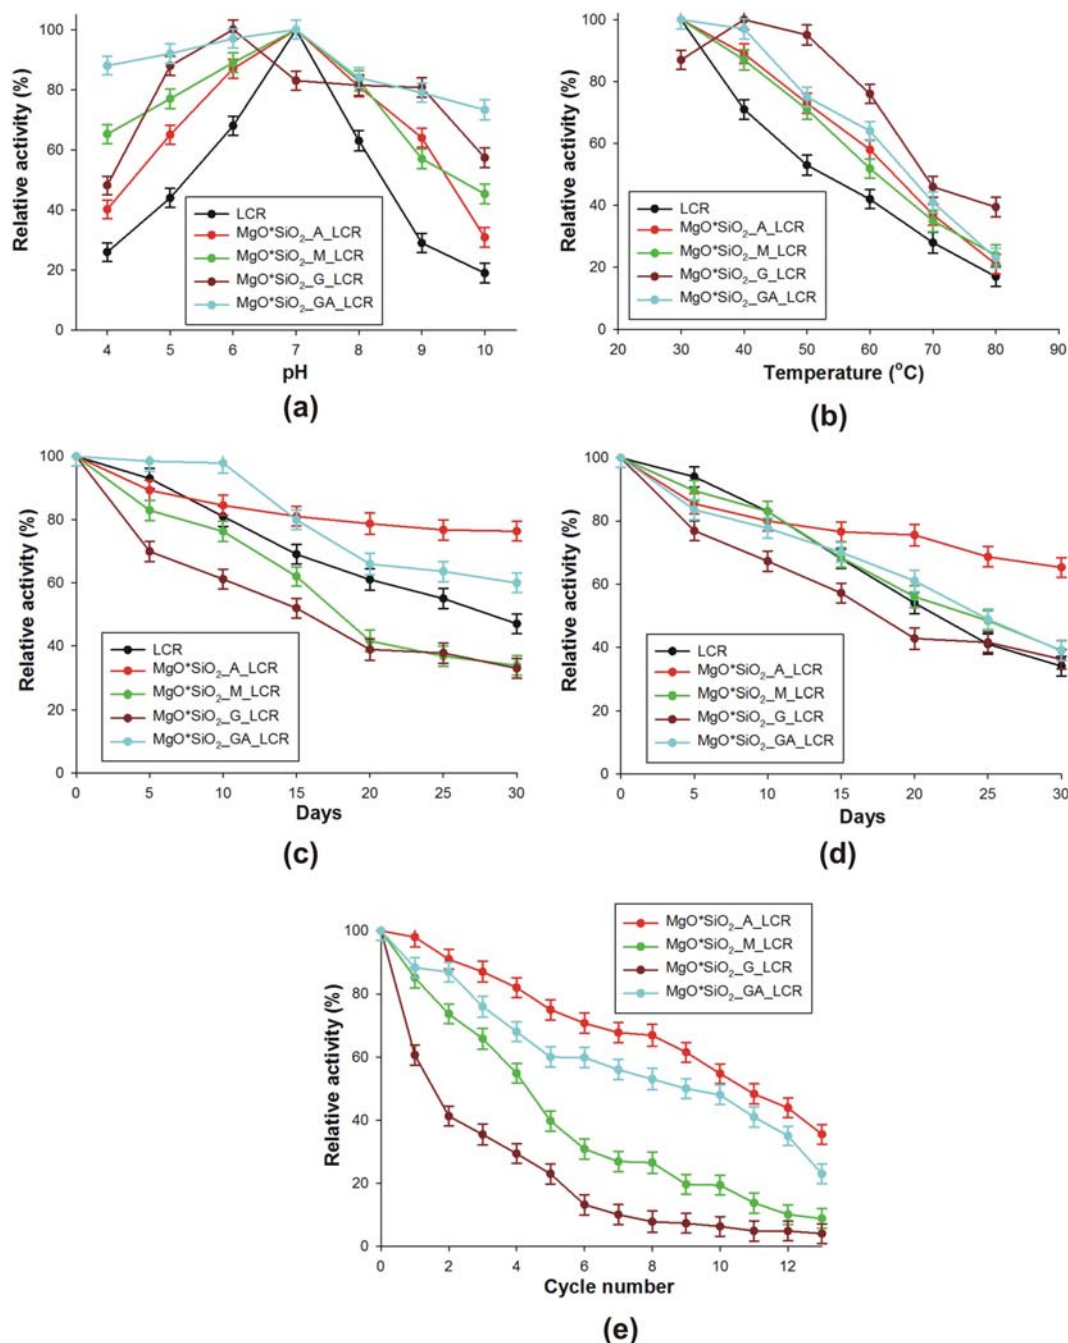 Relative activity (%)
100
80
60
40
20
0
LCR
MgO*SiO₂_A_LCR
MgO*SiO₂_M_LCR
MgO*SiO₂_G_LCR
MgO*SiO₂_GA_LCR
4 5 6 7 8 9 10
pH
(a)
Relative activity (%)
100
80
60
40
20
0
LCR
MgO*SiO₂_A_LCR
MgO*SiO₂_M_LCR
MgO*SiO₂_G_LCR
MgO*SiO₂_GA_LCR
20 30 40 50 60 70 80 90
Temperature (°C)
(b)
Relative activity (%)
100
80
60
40
20
0
LCR
MgO*SiO₂_A_LCR
MgO*SiO₂_M_LCR
MgO*SiO₂_G_LCR
MgO*SiO₂_GA_LCR
0 5 10 15 20 25 30
Days
(c)
Relative activity (%)
100
80
60
40
20
0
LCR
MgO*SiO₂_A_LCR
MgO*SiO₂_M_LCR
MgO*SiO₂_G_LCR
MgO*SiO₂_GA_LCR
0 5 10 15 20 25 30
Days
(d)
Relative activity (%)
100
80
60
40
20
0
MgO*SiO₂_A_LCR
MgO*SiO₂_M_LCR
MgO*SiO₂_G_LCR
MgO*SiO₂_GA_LCR
0 2 4 6 8 10 12
Cycle number
(e)